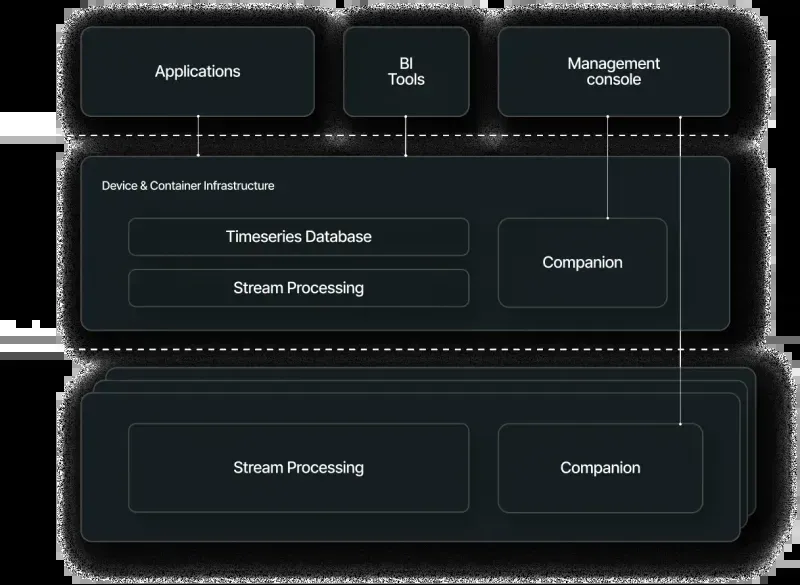 Applications
BI
Tools
Management
console
Device & Container Infrastructure
Timeseries Database
Stream Processing
Companion
Stream Processing
Companion